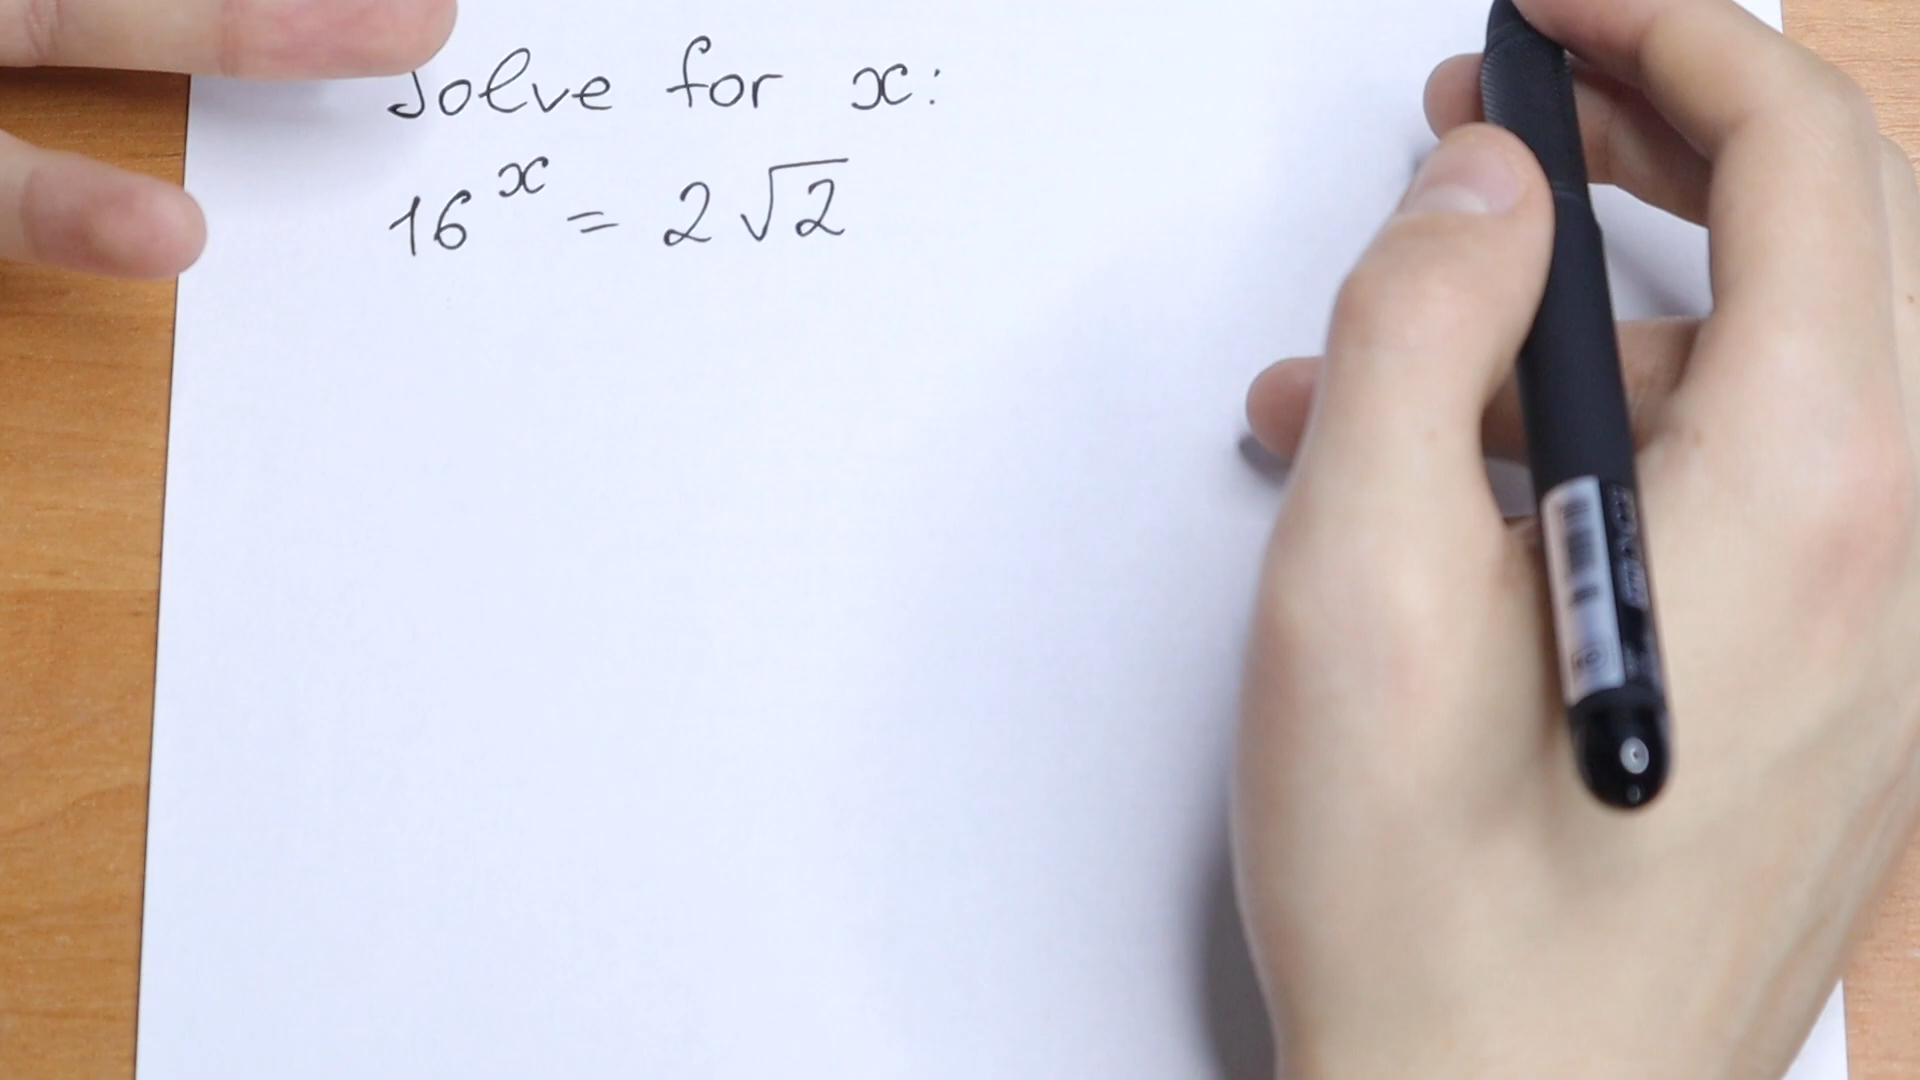 Solve for x:
16^x = 2√2